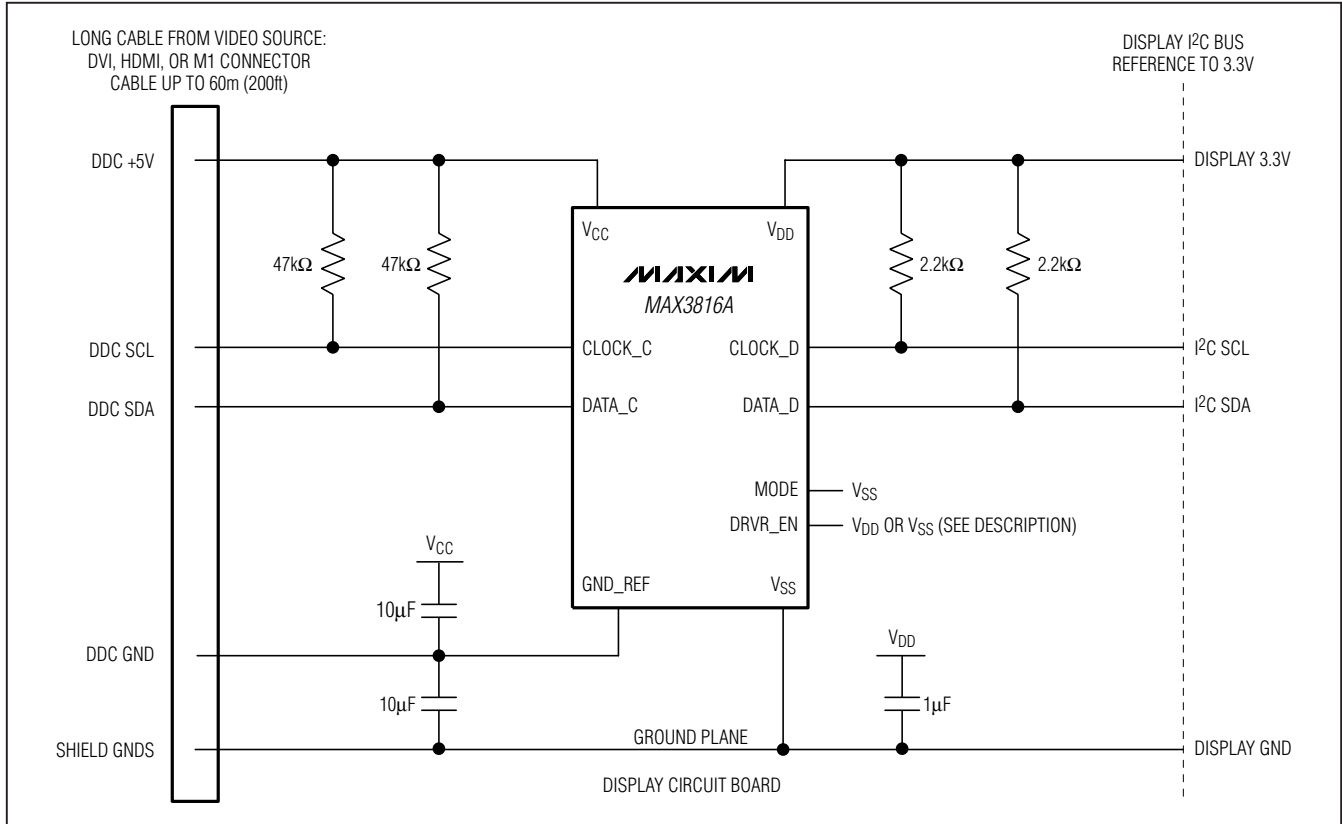 LONG CABLE FROM VIDEO SOURCE:
DVI, HDMI, OR M1 CONNECTOR
CABLE UP TO 60m (200ft)
DISPLAY I²C BUS
REFERENCE TO 3.3V
DDC +5V
DISPLAY 3.3V
VCC
VDD
47kΩ
47kΩ
MAXIM
MAX3816A
2.2kΩ
2.2kΩ
DDC SCL
CLOCK_C
CLOCK_D
I²C SCL
DDC SDA
DATA_C
DATA_D
I²C SDA
MODE
VSS
DRVR_EN
VDD OR VSS (SEE DESCRIPTION)
VCC
GND_REF
VSS
10μF
DDC GND
VDD
10μF
1μF
SHIELD GNDS
GROUND PLANE
DISPLAY GND
DISPLAY CIRCUIT BOARD